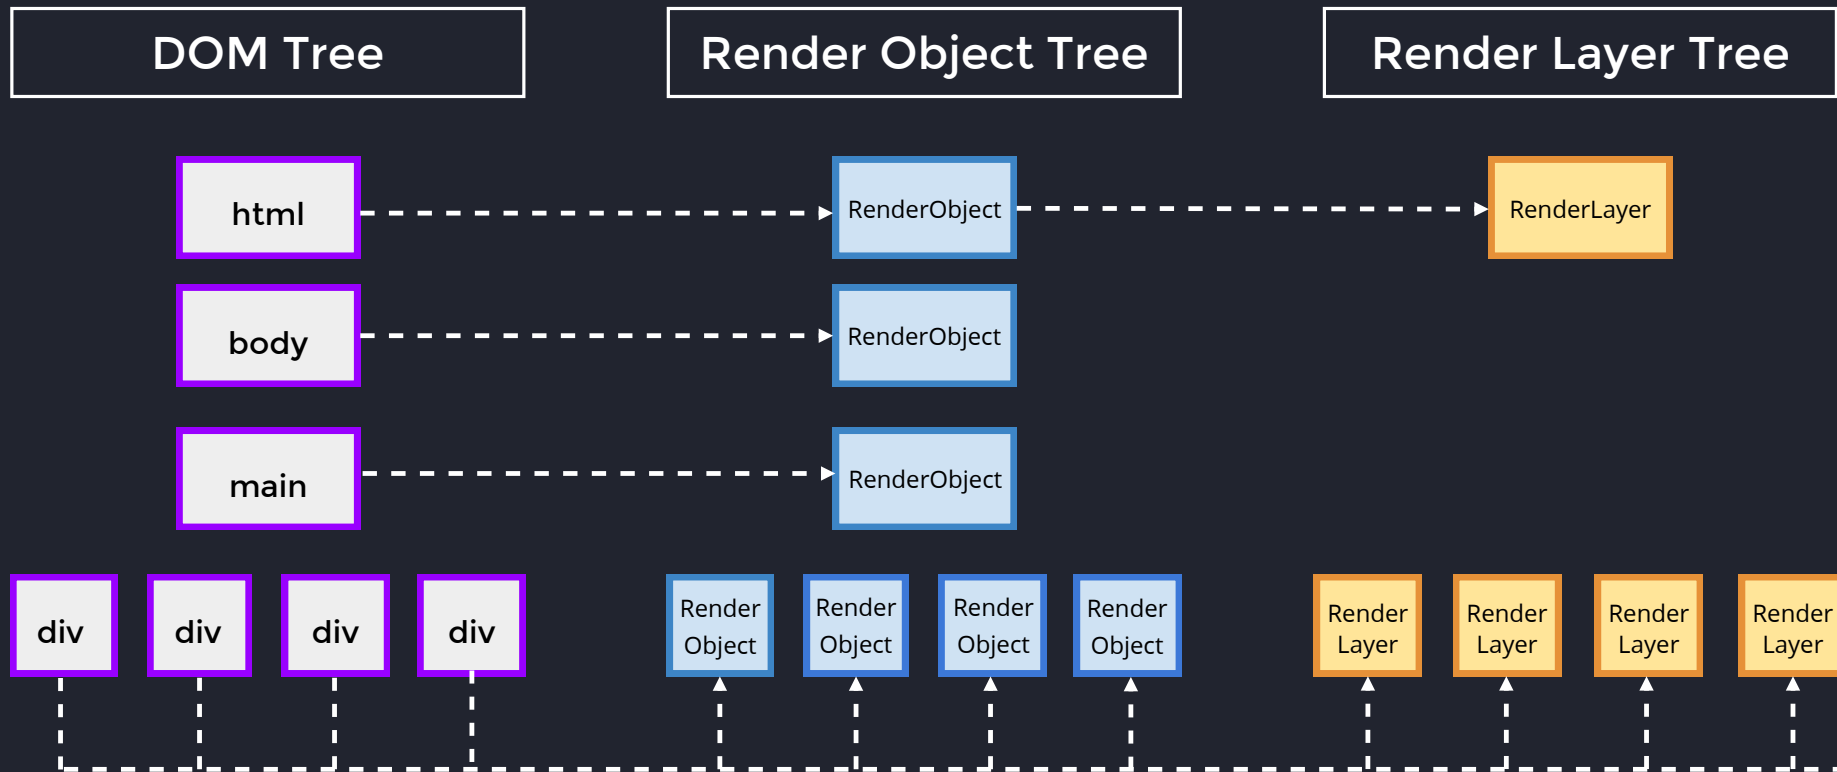 DOM Tree
Render Object Tree
Render Layer Tree
html
RenderObject
RenderLayer
body
RenderObject
main
RenderObject
div
div
div
div
Render
Object
Render
Object
Render
Object
Render
Object
Render
Layer
Render
Layer
Render
Layer
Render
Layer